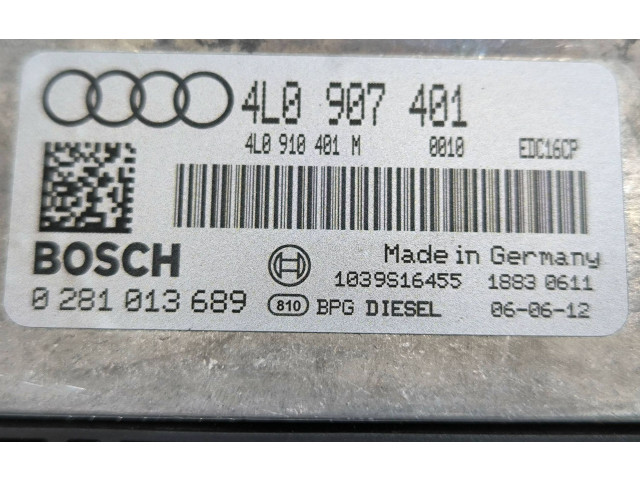 4L0 907 401
4L0 910 401 M 0010 EDC16CP
BOSCH
Made in Germany
1039S16455 1883 0611
0 281 013 689 810 BPG DIESEL 06-06-12